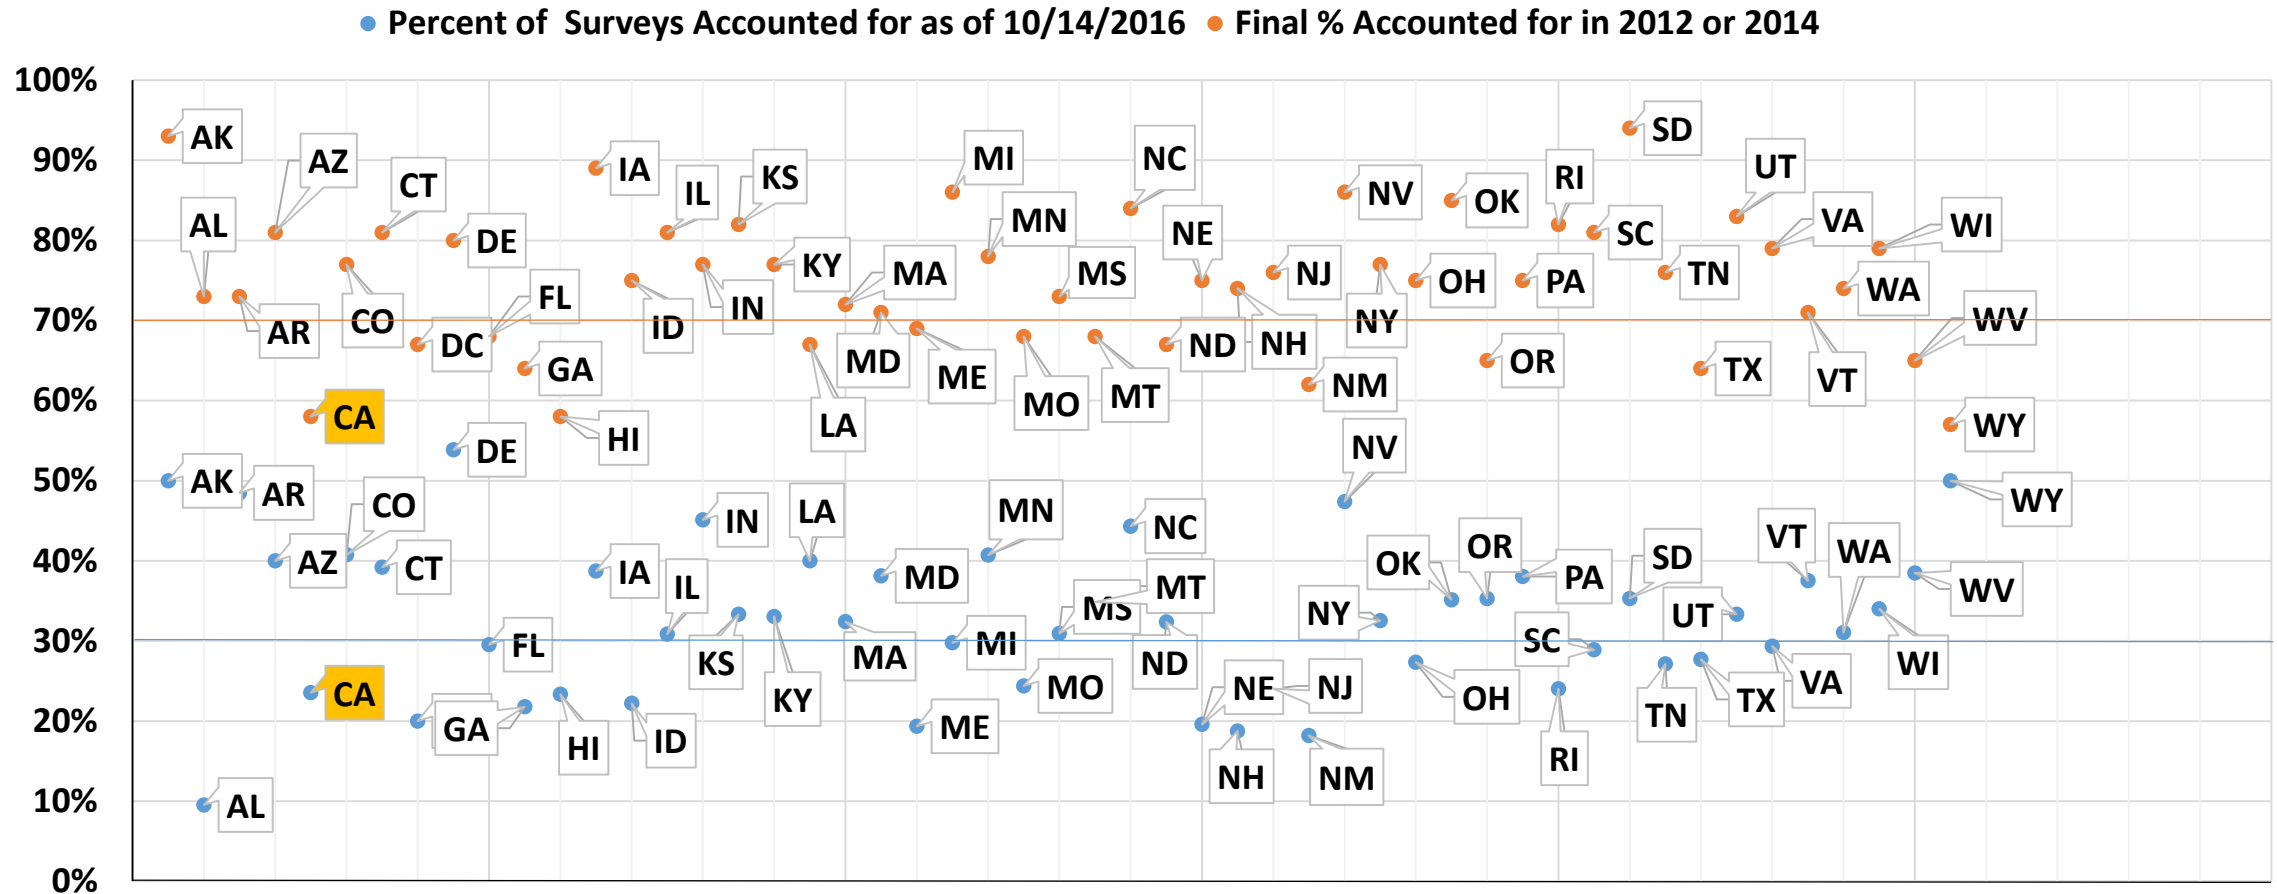 Percent of Surveys Accounted for as of 10/14/2016 Final % Accounted for in 2012 or 2014
100%
AK
SD
90%
AZ
MI
NC
UT
IA
KS
RI
CT
IL
NV
OK
AL
MN
VA
WI
80%
DE
NE
SC
KY
MA
MS
NJ
OH
PA
TN
WA
FL
IN
70%
AR
CO
ID
NY
NH
WV
DC
ND
MD
OR
GA
ME
TX
VT
NM
MO
MT
60%
CA
LA
WY
HI
DE
NV
50%
AK
AR
WY
CO
LA
MN
IN
NC
VT
OR
WA
40%
AZ
CT
IA
MD
OK
PA
SD
IL
MT
WV
MS
NY
UT
30%
FL
MI
SC
MA
KS
ND
WI
CA
MO
NE
NJ
VA
KY
OH
TX
20%
GA
ME
TN
HI
ID
RI
NH
NM
10%
AL
0%